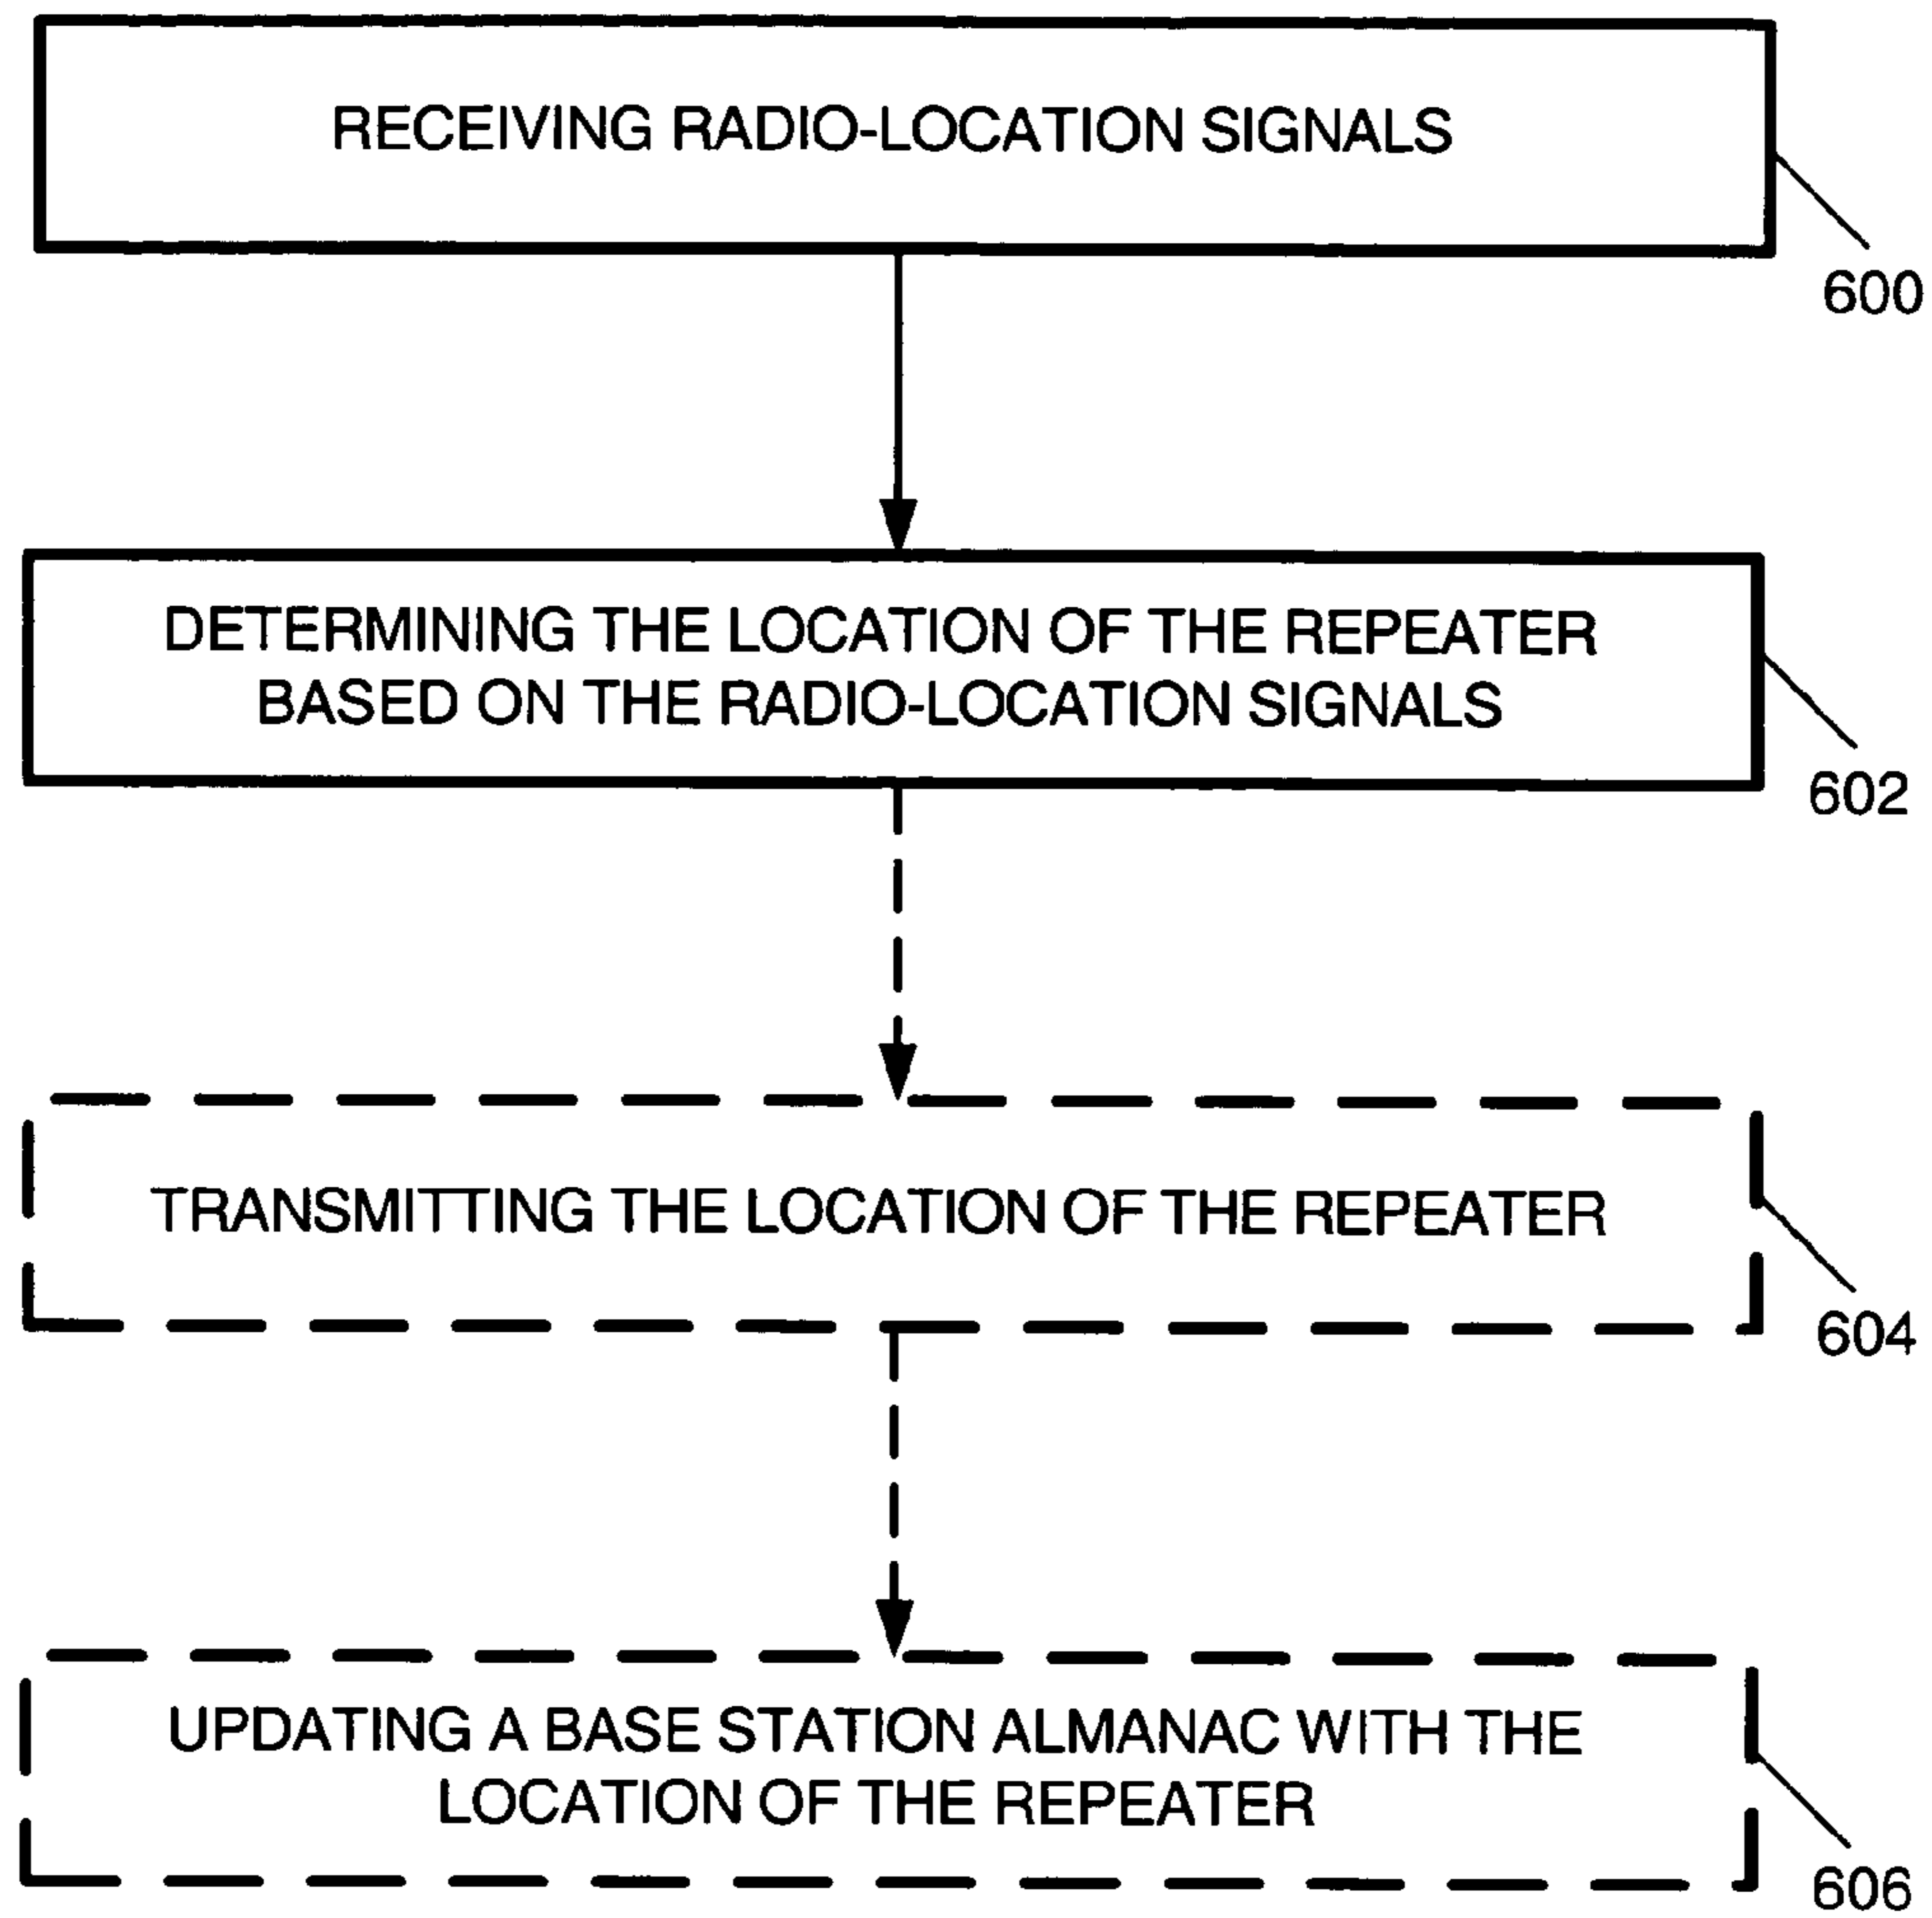 RECEIVING RADIO-LOCATION SIGNALS
600
DETERMINING THE LOCATION OF THE REPEATER
BASED ON THE RADIO-LOCATION SIGNALS
602
TRANSMITTING THE LOCATION OF THE REPEATER
604
UPDATING A BASE STATION ALMANAC WITH THE
LOCATION OF THE REPEATER
606